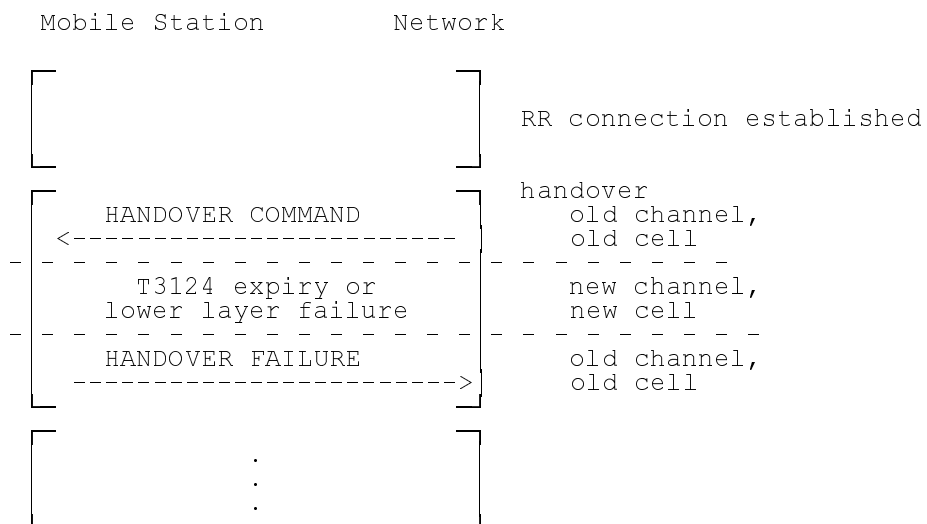 Mobile Station Network
RR connection established
handover
HANDOVER COMMAND old channel,
<------------------------ old cell
- - - - - - - - - - - - - - - - - - - - - - -
T3124 expiry or new channel,
lower layer failure new cell
- - - - - - - - - - - - - - - - - - - - - - - -
HANDOVER FAILURE old channel,
------------------------> old cell
.
.
.